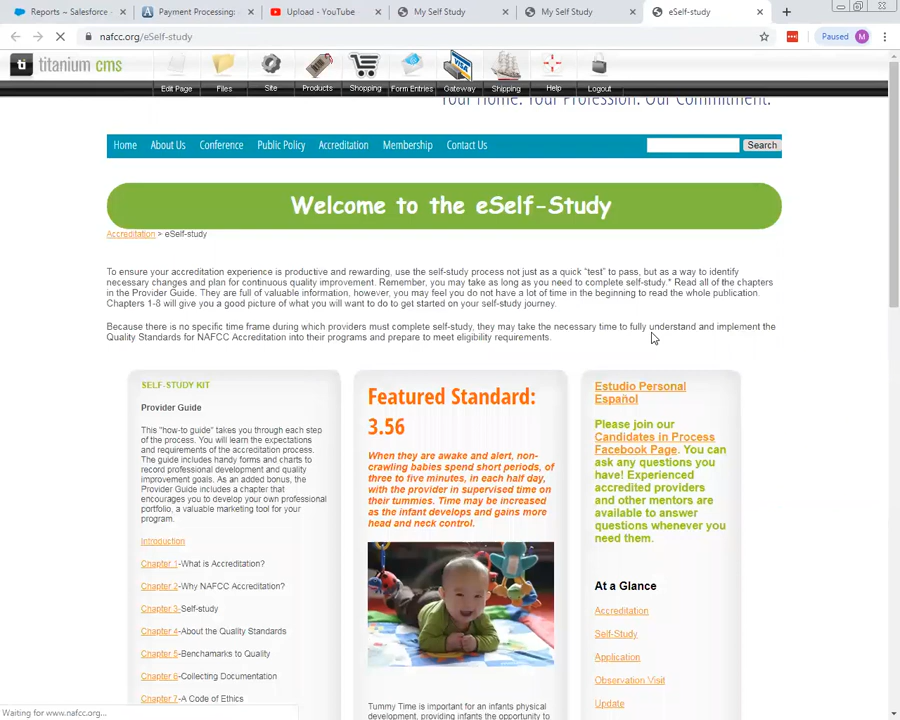 Reports ~ Salesforce -
Payment Processing:
Upload - YouTube
My Self Study
My Self Study
eSelf-study
nafcc.org/eSelf-study
Paused M
ti titanium cms
Edit Page
Files
Site
Products
Shopping
Form Entries
Gateway
Shipping
Help
Logout
Your Home. Your Profession. Our Commitment.
Home About Us Conference Public Policy Accreditation Membership Contact Us
Search
Welcome to the eSelf-Study
Accreditation > eSelf-study
To ensure your accreditation experience is productive and rewarding, use the self-study process not just as a quick "test" to pass, but as a way to identify
necessary changes and plan for continuous quality improvement. Remember, you may take as long as you need to complete self-study.* Read all of the chapters
in the Provider Guide. They are full of valuable information, however, you may feel you do not have a lot of time in the beginning to read the whole publication.
Chapters 1-8 will give you a good picture of what you will want to do to get started on your self-study journey.
Because there is no specific time frame during which providers must complete self-study, they may take the necessary time to fully understand and implement the
Quality Standards for NAFCC Accreditation into their programs and prepare to meet eligibility requirements.
SELF-STUDY KIT
Provider Guide
This "how-to guide" takes you through each step
of the process. You will learn the expectations
and requirements of the accreditation process.
The guide includes handy forms and charts to
record professional development and quality
improvement goals. As an added bonus, the
Provider Guide includes a chapter that
encourages you to develop your own professional
portfolio, a valuable marketing tool for your
program.
Introduction
Chapter 1-What is Accreditation?
Chapter 2-Why NAFCC Accreditation?
Chapter 3-Self-study
Chapter 4-About the Quality Standards
Chapter 5-Benchamarks to Quality
Chapter 6-Collecting Documentation
Chapter 7-A Code of Ethics
Featured Standard:
3.56
When they are awake and alert, non-
crawling babies spend short periods, of
three to five minutes, in each half day,
with the provider in supervised time on
their tummies. Time may be increased
as the infant develops and gains more
head and neck control.
Tummy Time is important for an infants physical
development, providing infants the opportunity to
Estudio Personal
Español
Please join our
Candidates in Process
Facebook Page. You can
ask any questions you
have! Experienced
accredited providers
and other mentors are
available to answer
questions whenever you
need them.
At a Glance
Accreditation
Self-Study
Application
Observation Visit
Update
Waiting for www.nafcc.org...